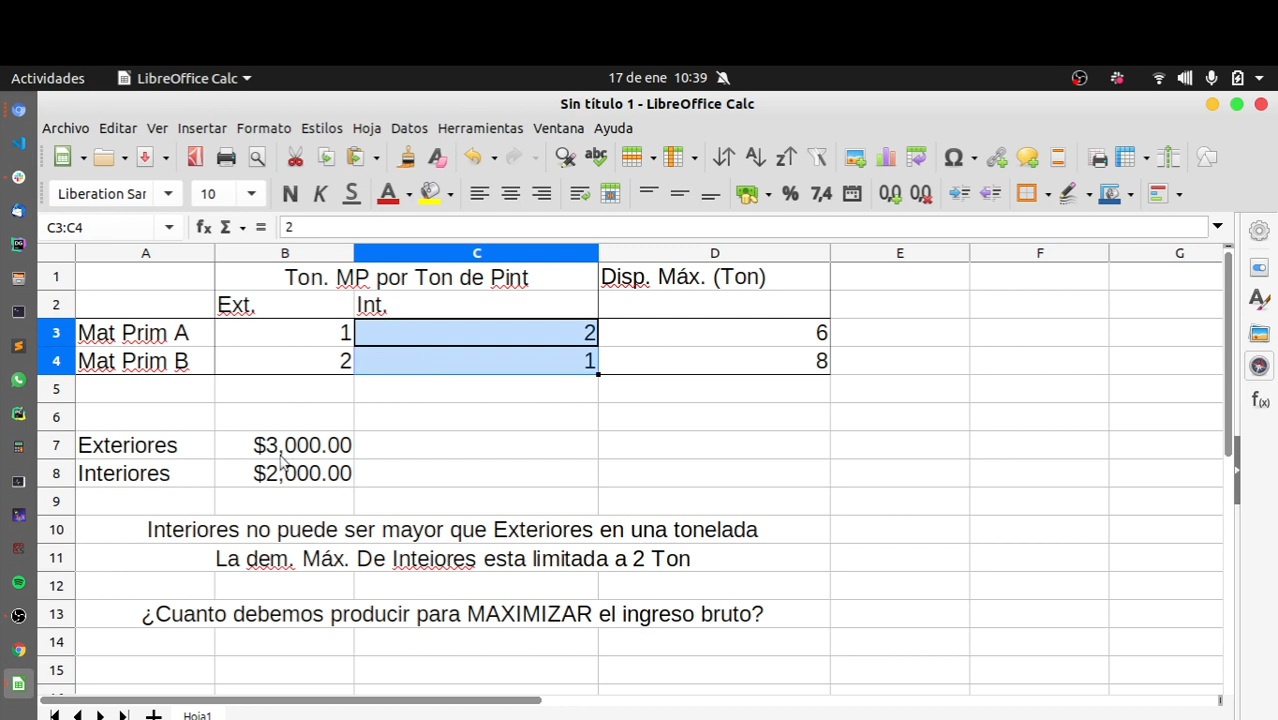 Actividades LibreOffice Calc 17 de ene 10:39
Sin título 1 - LibreOffice Calc
Archivo Editar Ver Insertar Formato Estilos Hoja Datos Herramientas Ventana Ayuda
Liberation Sar 10 N K S A % 7,4
C3:C4 fx Σ = 2
A B C D E F G
1 Ton. MP por Ton de Pint Disp. Máx. (Ton)
2 Ext. Int.
3 Mat Prim A 1 2 6
4 Mat Prim B 2 1 8
5
6
7 Exteriores $3,000.00
8 Interiores $2,000.00
9
10 Interiores no puede ser mayor que Exteriores en una tonelada
11 La dem. Máx. De Inteiores esta limitada a 2 Ton
12
13 ¿Cuanto debemos producir para MAXIMIZAR el ingreso bruto?
14
15
Hoja1